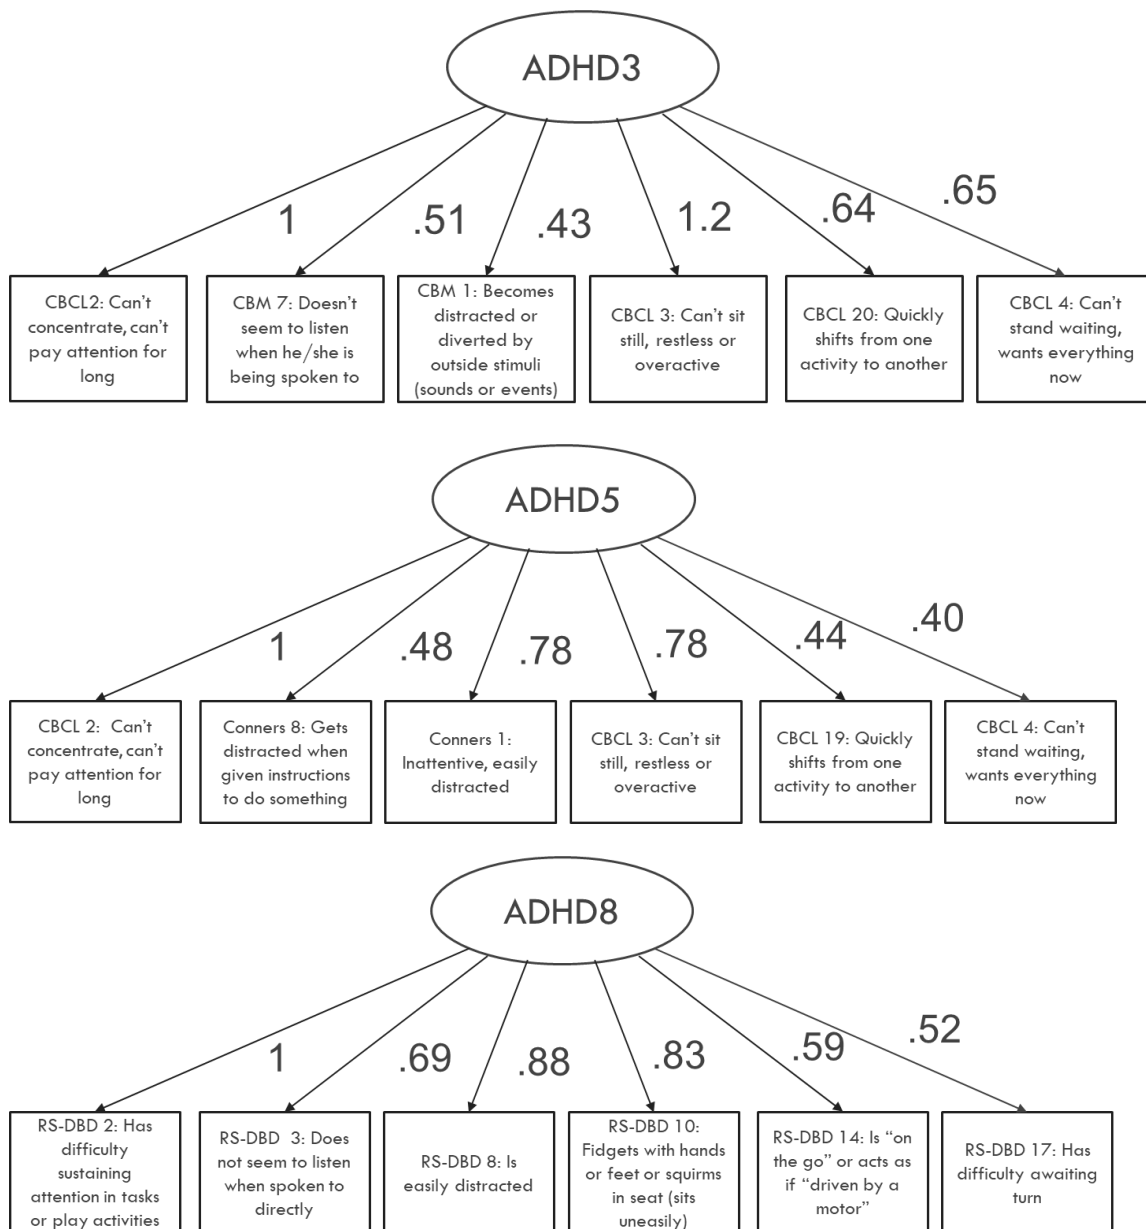 ADHD3
1
.51
.43
1.2
.64
.65
CBCL2: Can't
concentrate, can't
pay attention for
long
CBM 7: Doesn't
seem to listen
when he/she is
being spoken to
CBM 1: Becomes
distracted or
diverted by
outside stimuli
(sounds or events)
CBCL 3: Can't sit
still, restless or
overactive
CBCL 20: Quickly
shifts from one
activity to another
CBCL 4: Can't
stand waiting,
wants everything
now
ADHD5
1
.48
.78
.78
.44
.40
CBCL 2: Can't
concentrate, can't
pay attention for
long
Conners 8: Gets
distracted when
given instructions
to do something
Conners 1:
Inattentive, easily
distracted
CBCL 3: Can't sit
still, restless or
overactive
CBCL 19: Quickly
shifts from one
activity to another
CBCL 4: Can't
stand waiting,
wants everything
now
ADHD8
1
.69
.88
.83
.59
.52
RS-DBD 2: Has
difficulty
sustaining
attention in tasks
or play activities
RS-DBD 3: Does
not seem to listen
when spoken to
directly
RS-DBD 8: Is
easily distracted
RS-DBD 10:
Fidgets with hands
or feet or squirms
in seat (sits
uneasily)
RS-DBD 14: Is "on
the go" or acts as
if "driven by a
motor"
RS-DBD 17: Has
difficulty awaiting
turn